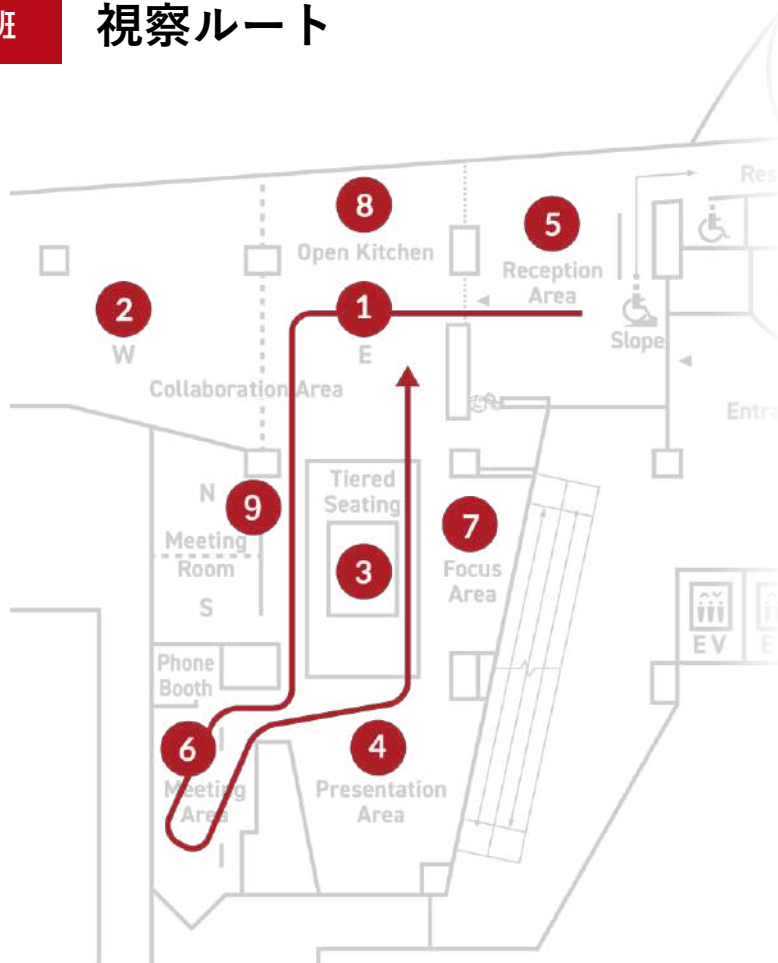 班
視察ルート
8
Open Kitchen
5
Reception
Area
2
W
1
E
Slope
Collaboration Area
N
9
Meeting
Room
S
Tiered
Seating
3
7
Focus
Area
EV
Phone
Booth
6
Meeting
Area
4
Presentation
Area